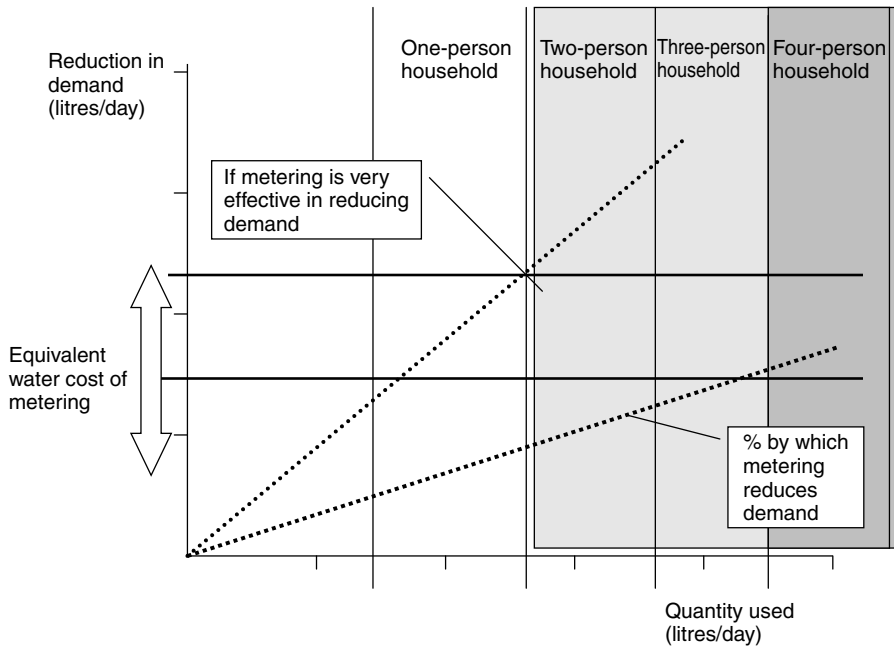 Reduction in
demand
(litres/day)
One-person
household
Two-person
household
Three-person
household
Four-person
household
If metering is very
effective in reducing
demand
Equivalent
water cost of
metering
% by which
metering
reduces
demand
Quantity used
(litres/day)